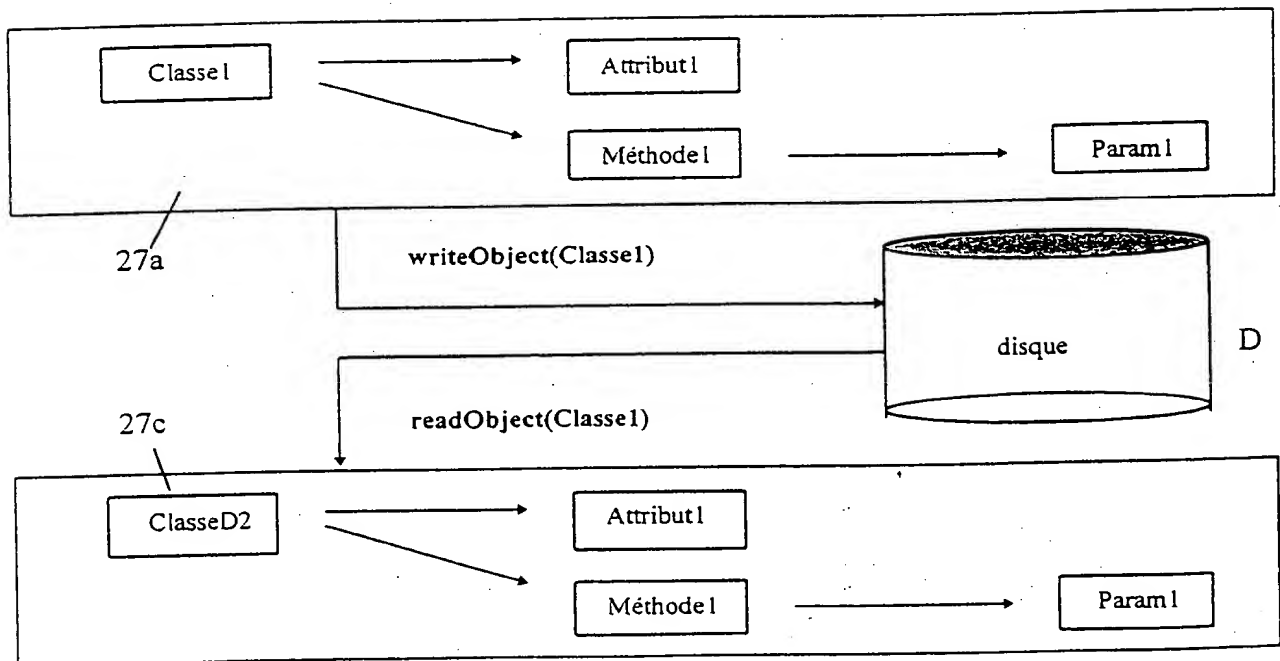 Classe1
Attribut1
Méthode1
Param1
27a
writeObject(Classe1)
disque
D
readObject(Classe1)
27c
ClasseD2
Attribut1
Méthode1
Param1